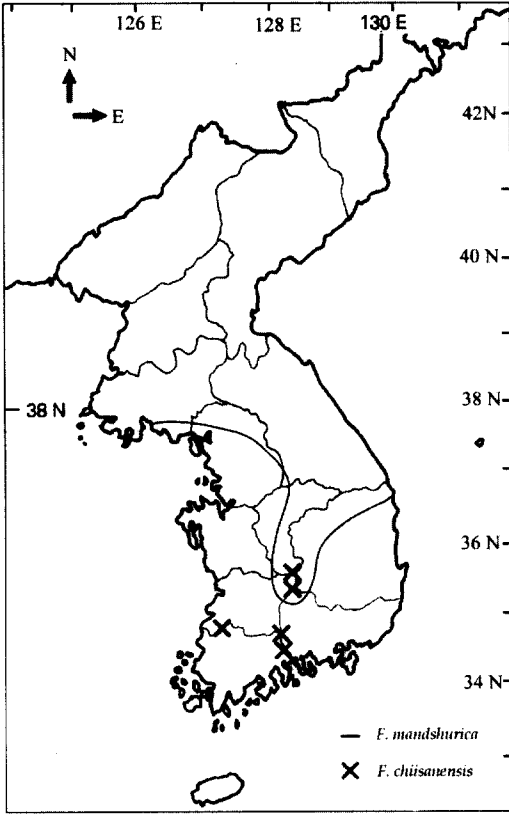 126 E 128 E 130 E
N
E
42N
40 N
38 N
38 N
36 N
34 N
F. mandshurica
F. chiisanensis